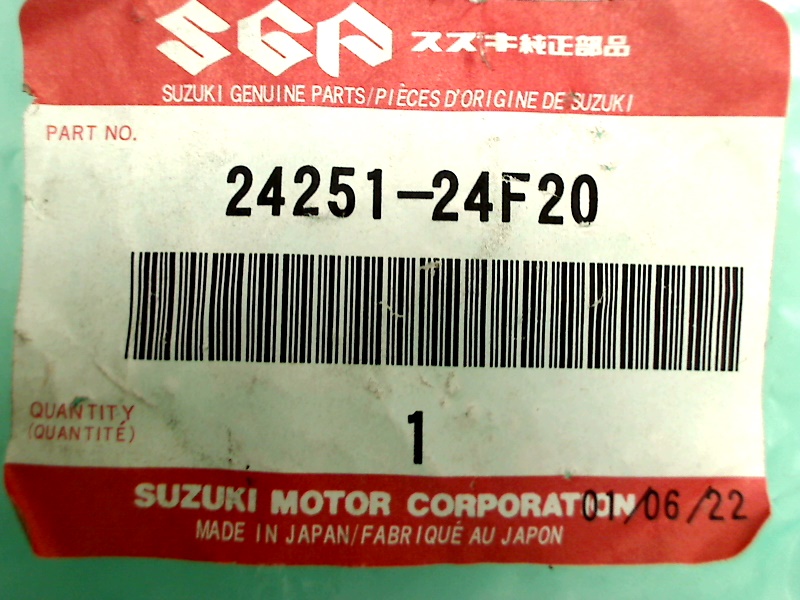 SGP スズキ純正部品
SUZUKI GENUINE PARTS/PIÈCES D'ORIGINE DE SUZUKI
PART NO.
24251-24F20
QUANTITY
(QUANTITÉ)
1
SUZUKI MOTOR CORPORATION 01/06/22
MADE IN JAPAN/FABRIQUÉ AU JAPON